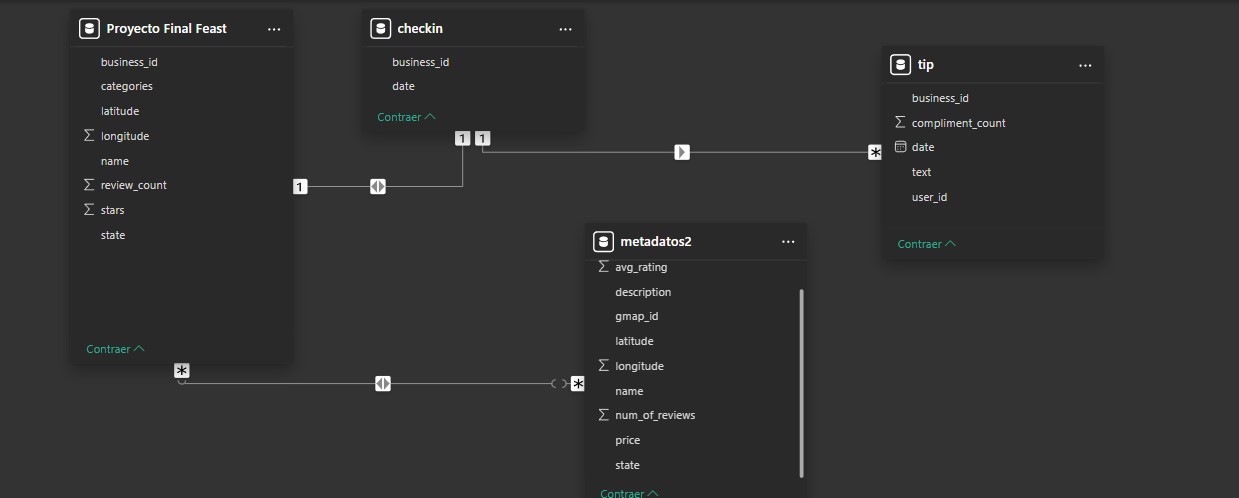 Proyecto Final Feast
business_id
categories
latitude
longitude
name
review_count
stars
state
Contraer
checkin
business_id
date
Contraer
1 1
1
*
*
*
tip
business_id
compliment_count
date
text
user_id
Contraer
metadatos2
avg_rating
description
gmap_id
latitude
longitude
name
num_of_reviews
price
state
Contraer